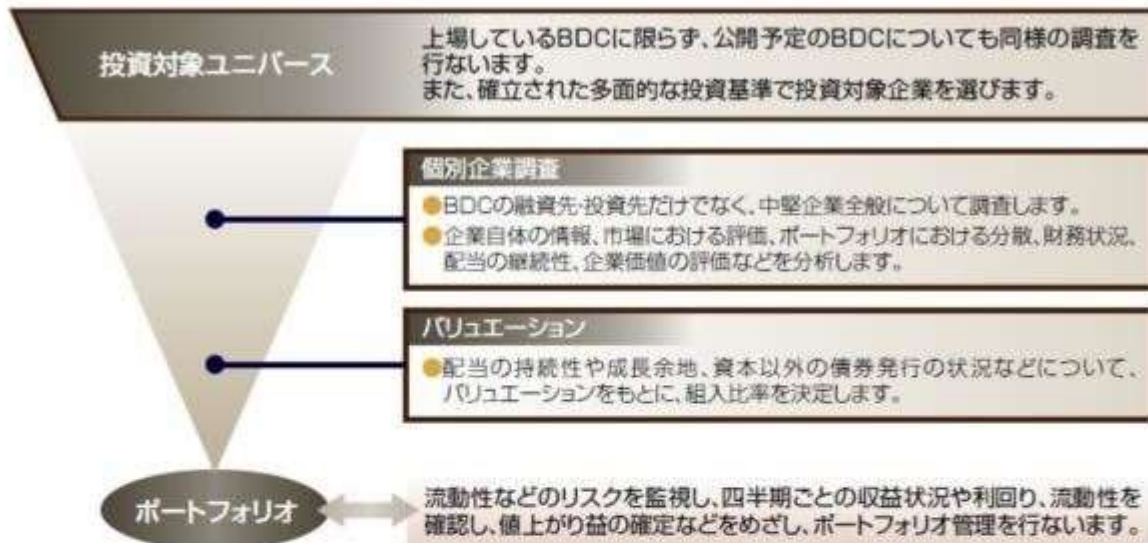 投資対象ユニバース
上場しているBDCに限らず、公開予定のBDCについても同様の調査を
行ないます。
また、確立された多面的な投資基準で投資対象企業を選びます。
個別企業調査
●BDCの融資先・投資先だけでなく、中堅企業全般について調査します。
●企業自体の情報、市場における評価、ポートフォリオにおける分散、財務状況、
配当の継続性、企業価値の評価などを分析します。
バリュエーション
●配当の持続性や成長余地、資本以外の債券発行の状況などについて、
バリュエーションをもとに、組入比率を決定します。
ポートフォリオ
流動性などのリスクを監視し、四半期ごとの収益状況や利回り、流動性を
確認し、値上がり益の確定などをめざし、ポートフォリオ管理を行ないます。